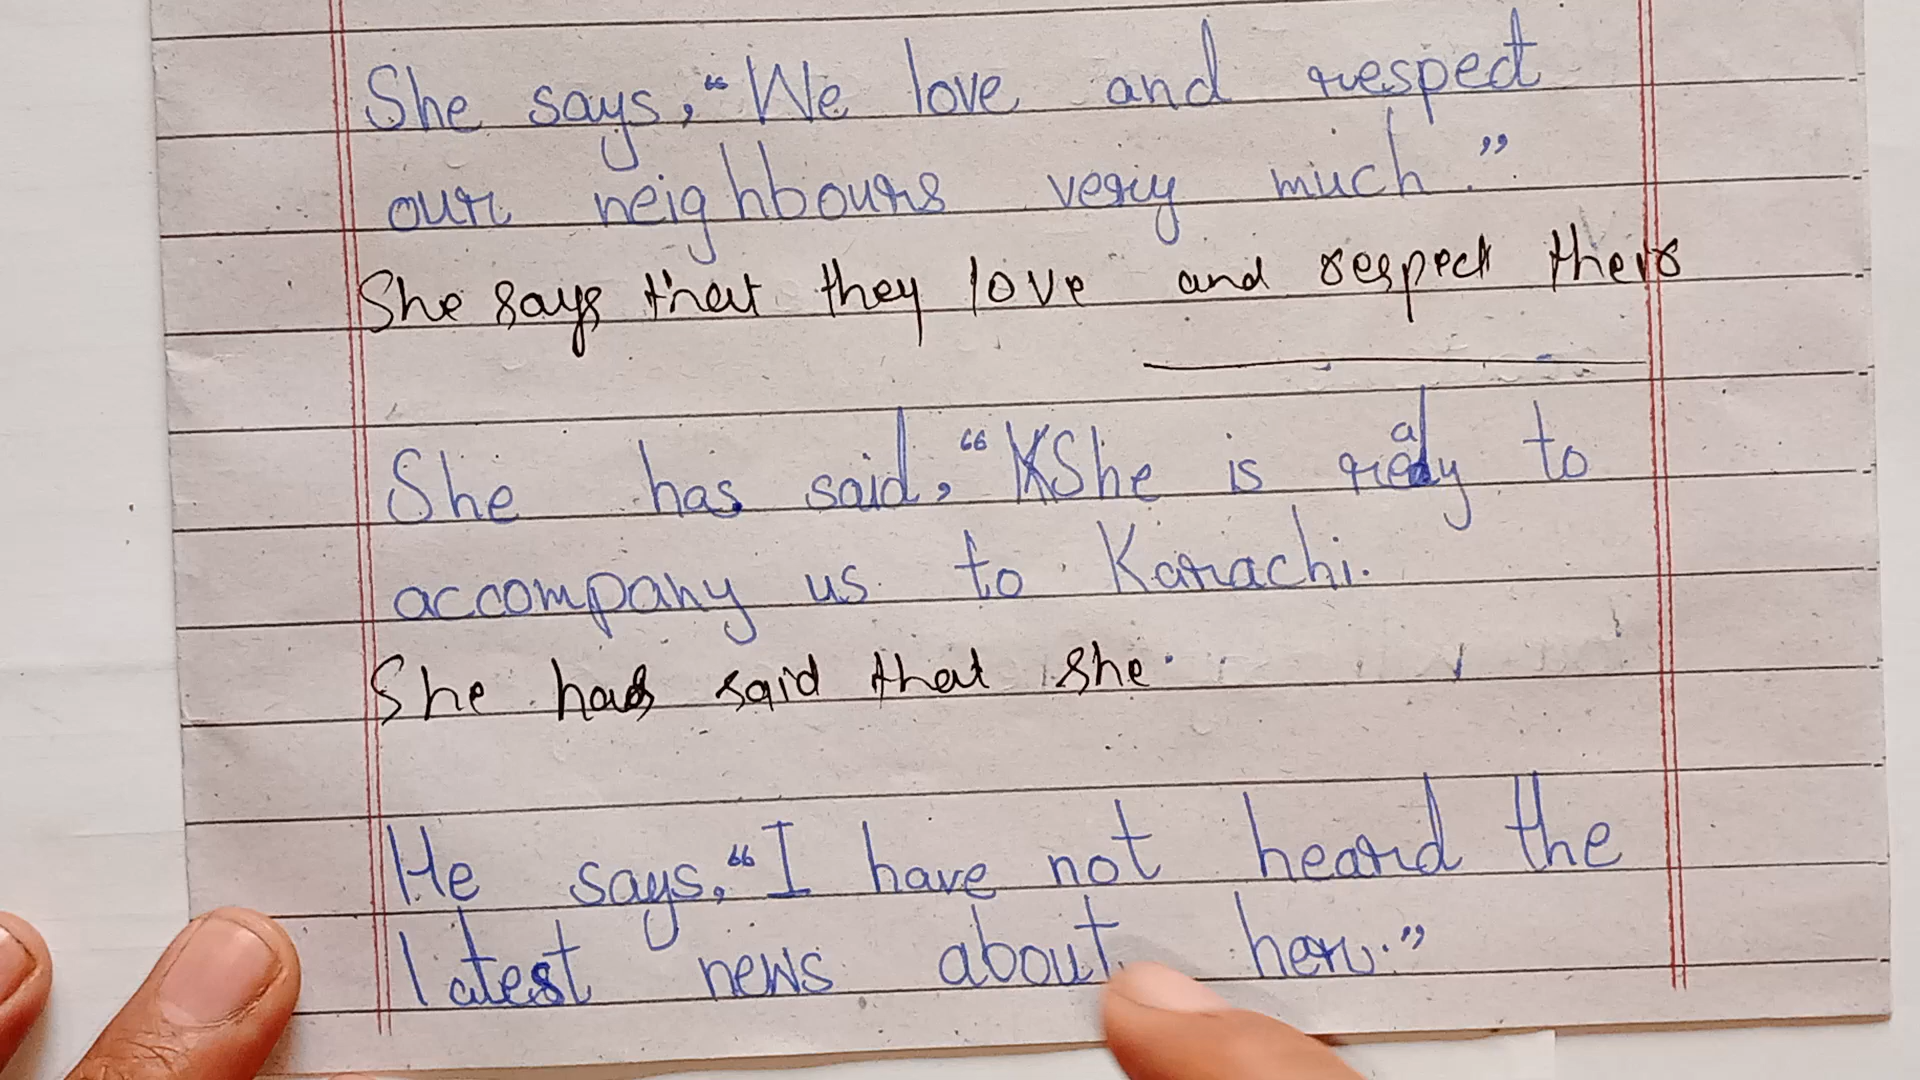 She says, “We love and respect
our neighbours very much.”
She says that they love and respect theis
She has said, “She is ready to
accompany us to Karachi.
She has said that she
He says, “I have not heard the
latest news about her.”